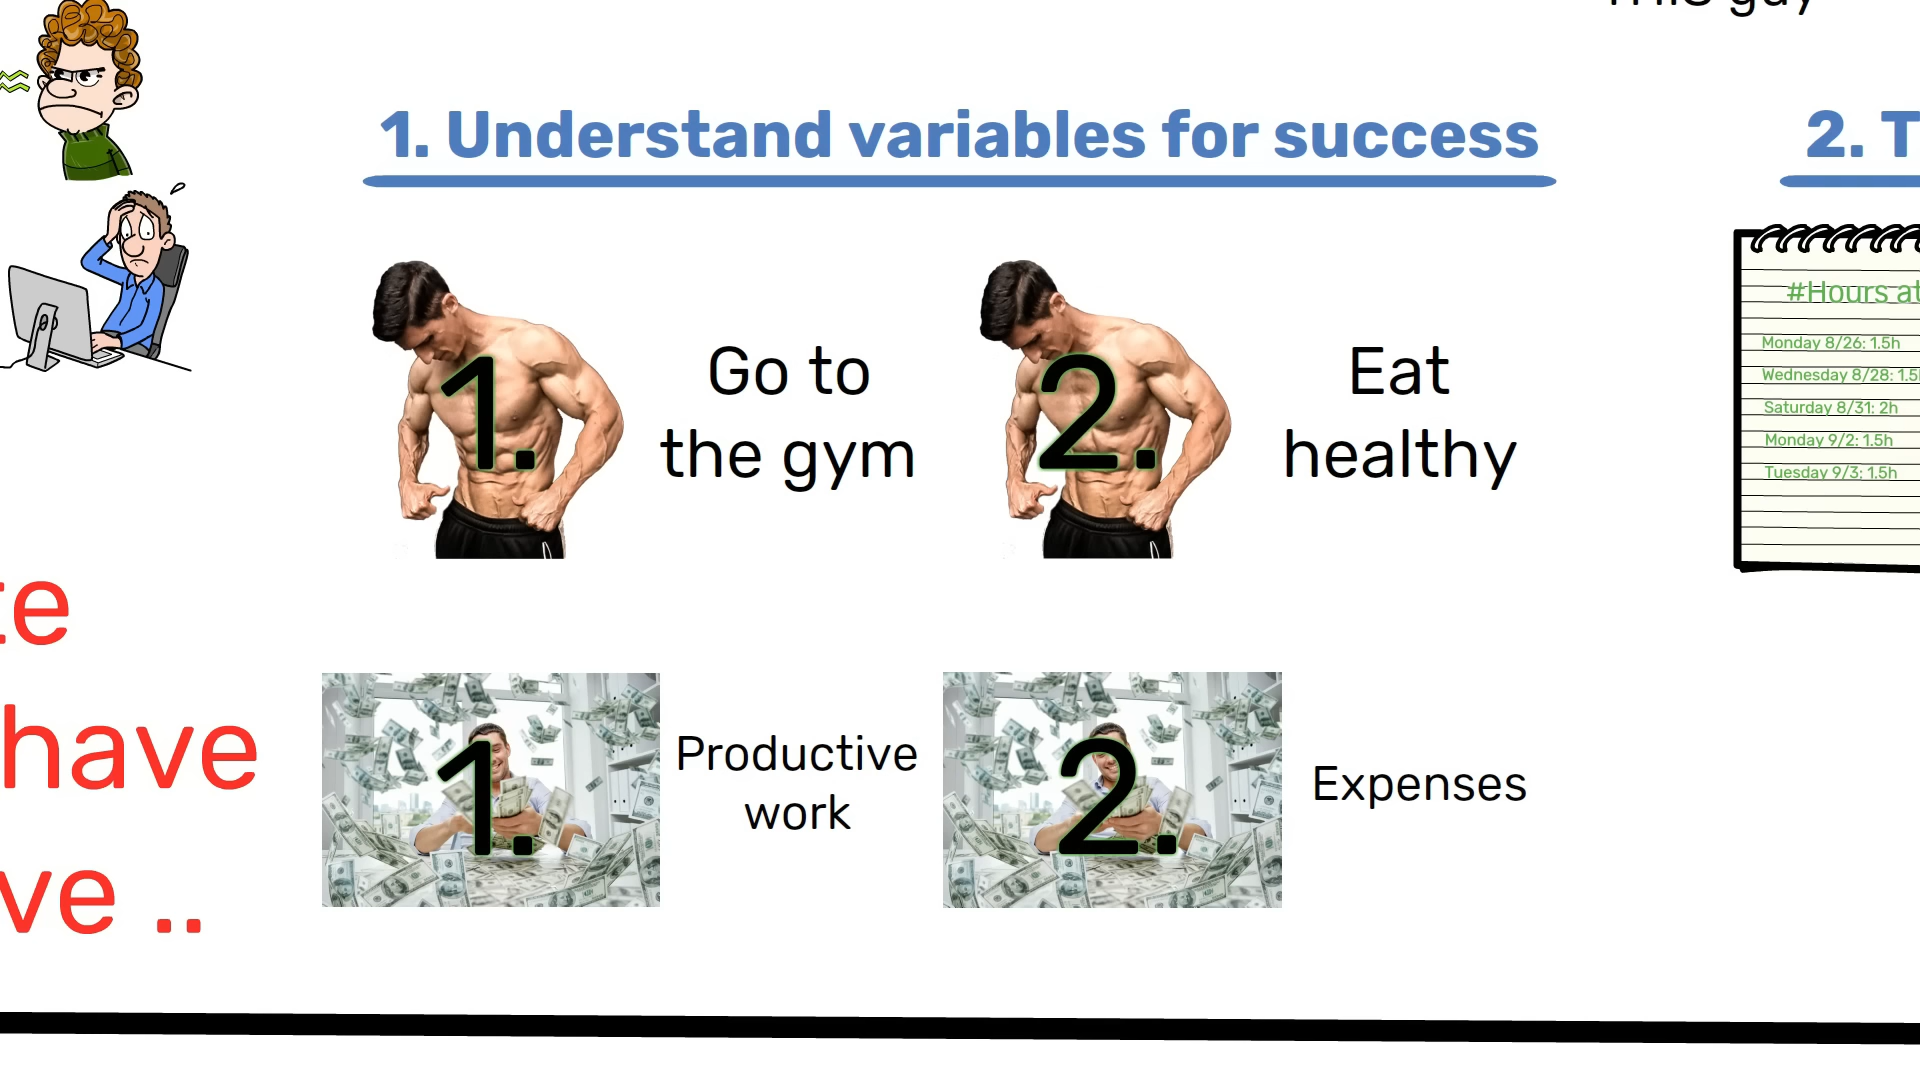 1. Understand variables for success
1.
Go to
the gym
2.
Eat
healthy
1.
Productive
work
2.
Expenses
have
ve ..
2. T
#Hours at
Monday 8/26: 1.5h
Wednesday 8/28: 1.5
Saturday 8/31: 2h
Monday 9/2: 1.5h
Tuesday 9/3: 1.5h